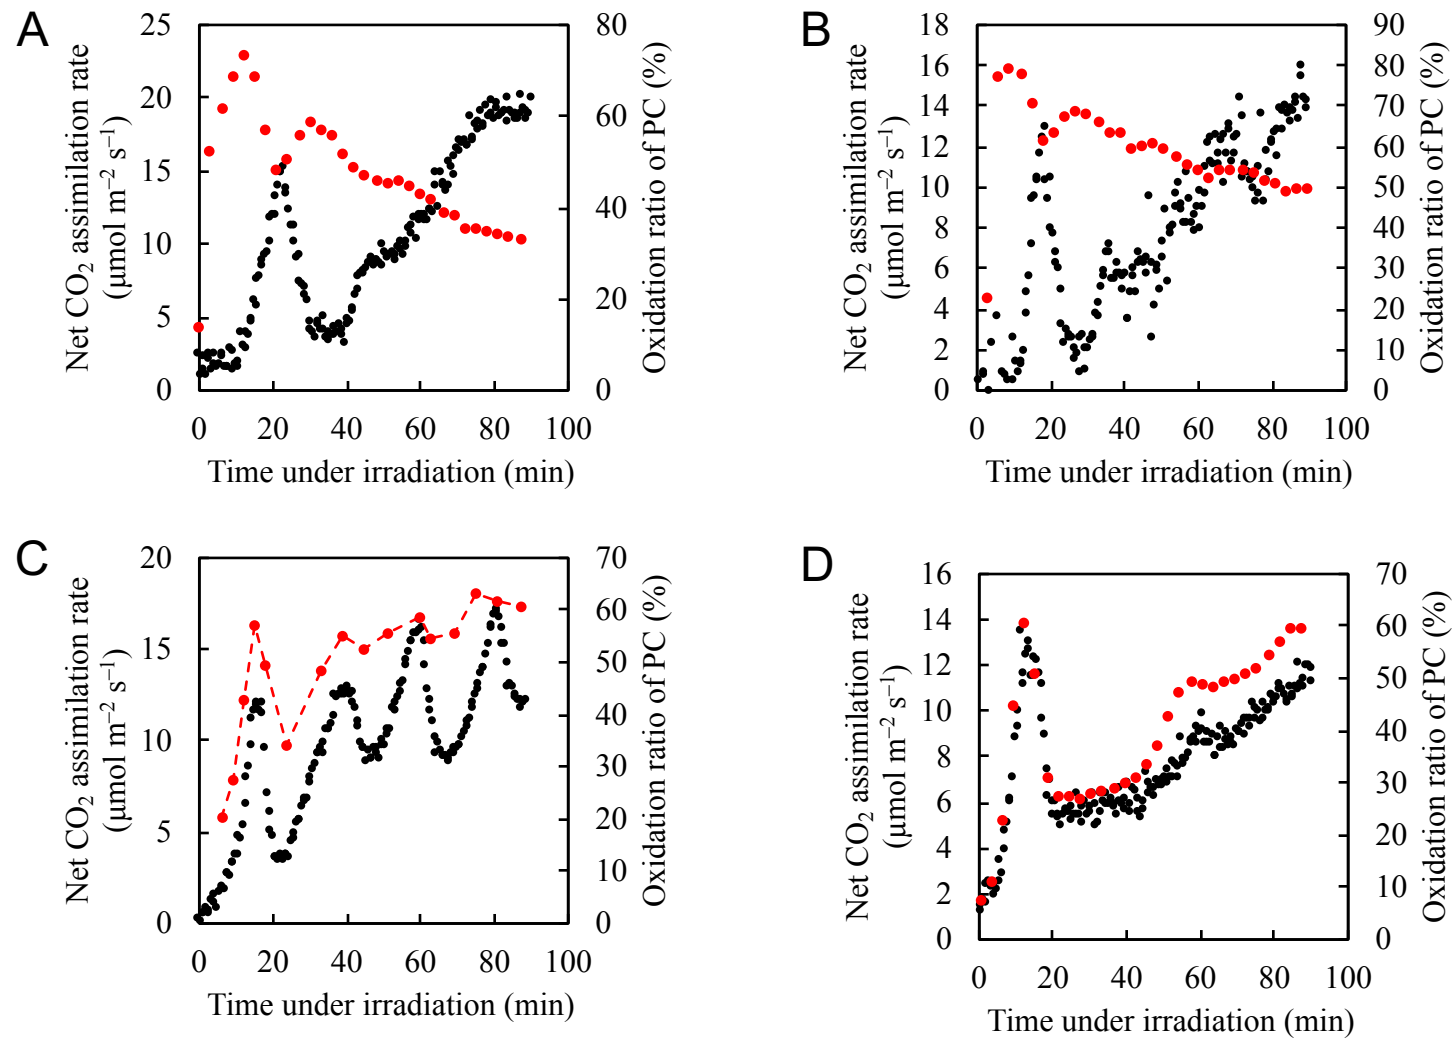 A
Net CO₂ assimilation rate
(μmol m⁻² s⁻¹)
25
20
15
10
5
0
80
60
40
20
0
Oxidation ratio of PC (%)
0 20 40 60 80 100
Time under irradiation (min)
B
Net CO₂ assimilation rate
(μmol m⁻² s⁻¹)
18
16
14
12
10
8
6
4
2
0
90
80
70
60
50
40
30
20
10
0
Oxidation ratio of PC (%)
0 20 40 60 80 100
Time under irradiation (min)
C
Net CO₂ assimilation rate
(μmol m⁻² s⁻¹)
20
15
10
5
0
70
60
50
40
30
20
10
0
Oxidation ratio of PC (%)
0 20 40 60 80 100
Time under irradiation (min)
D
Net CO₂ assimilation rate
(μmol m⁻² s⁻¹)
16
14
12
10
8
6
4
2
0
70
60
50
40
30
20
10
0
Oxidation ratio of PC (%)
0 20 40 60 80 100
Time under irradiation (min)